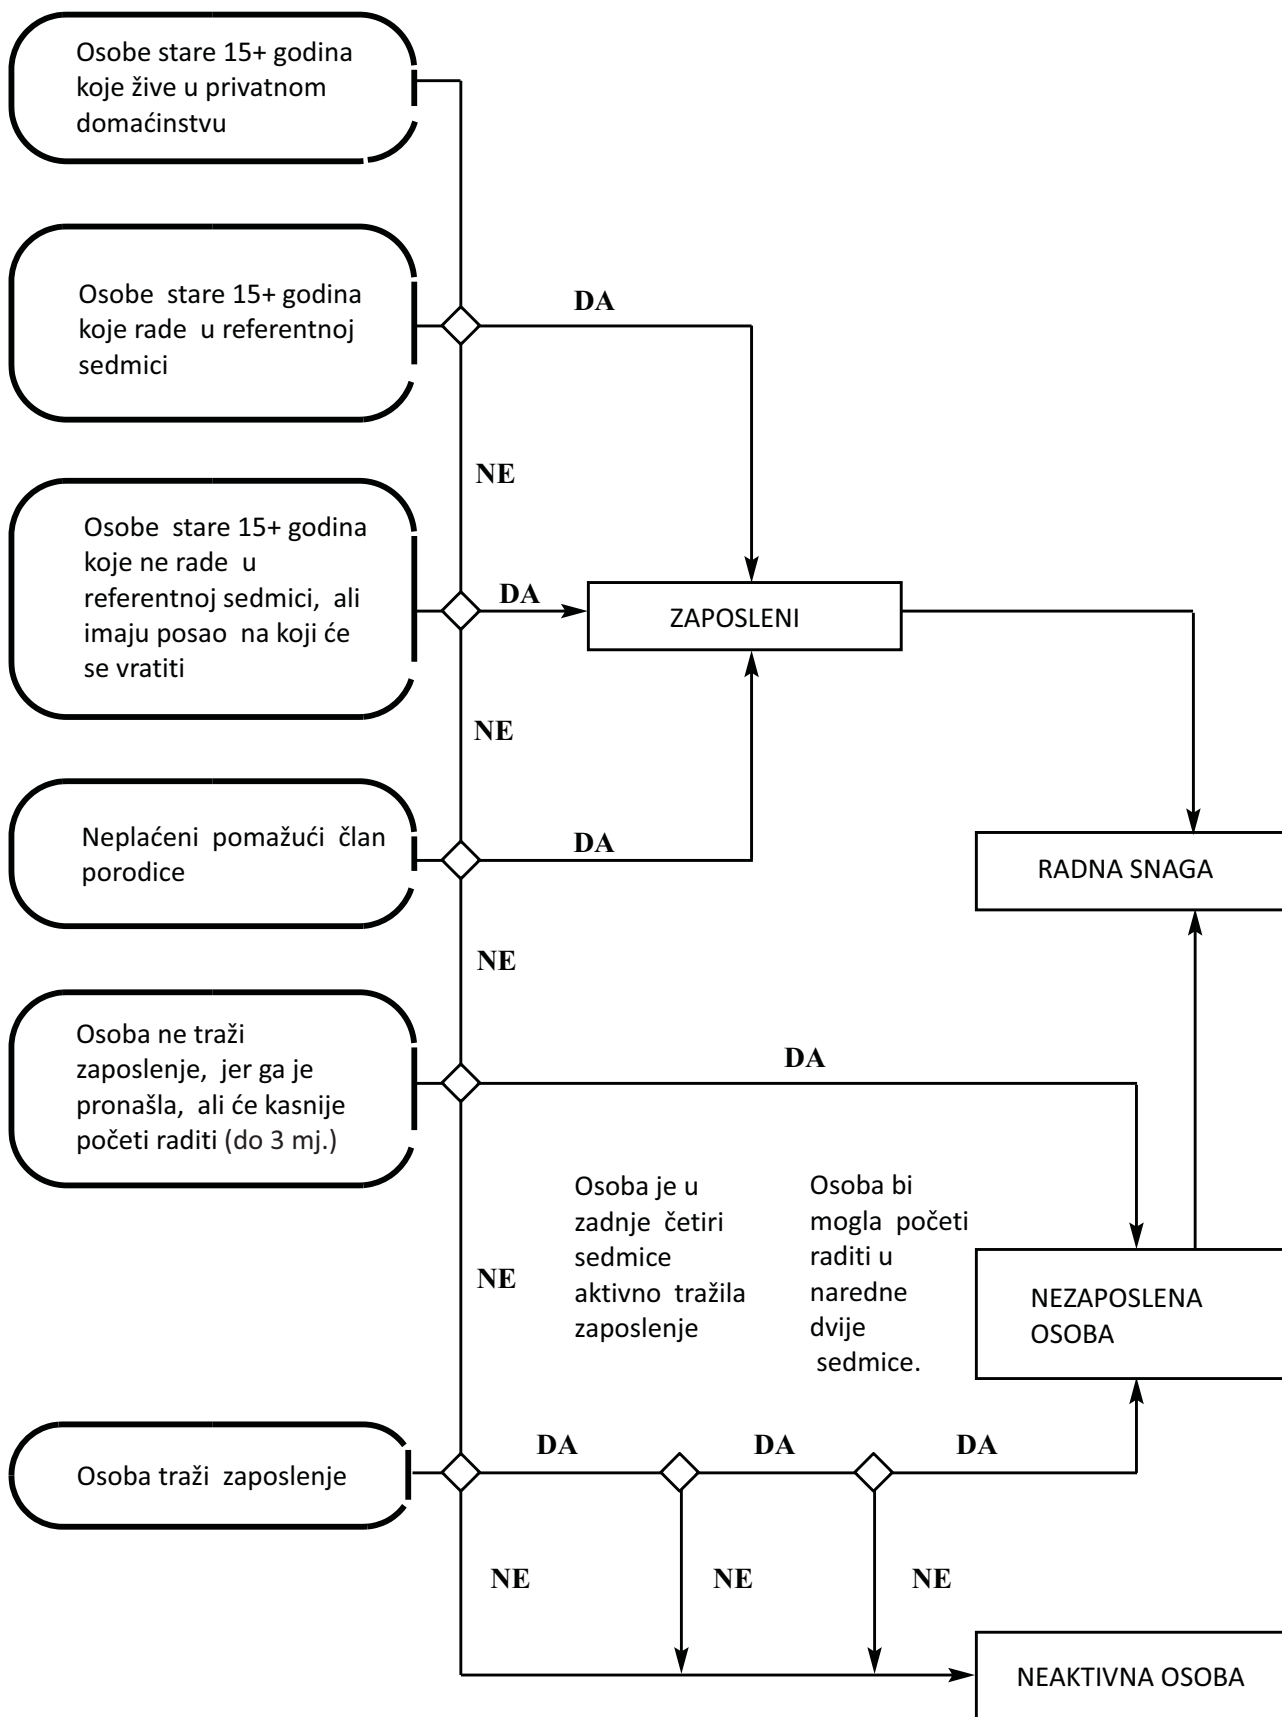 Osobe stare 15+ godina
koje žive u privatnom
domaćinstvu
Osobe stare 15+ godina
koje rade u referentnoj
sedmici
DA
NE
Osobe stare 15+ godina
koje ne rade u
referentnoj sedmici, ali
imaju posao na koji će
se vratiti
DA
ZAPOSLENI
NE
Neplaćeni pomažući član
porodice
DA
RADNA SNAGA
NE
Osoba ne traži
zaposlenje, jer ga je
pronašla, ali će kasnije
početi raditi (do 3 mj.)
DA
NE
Osoba je u
zadnje četiri
sedmice
aktivno tražila
zaposlenje
Osoba bi
mogla početi
raditi u
naredne
dvije
sedmice.
NEZAPOSLENA
OSOBA
Osoba traži zaposlenje
DA
DA
DA
NE
NE
NE
NEAKTIVNA OSOBA